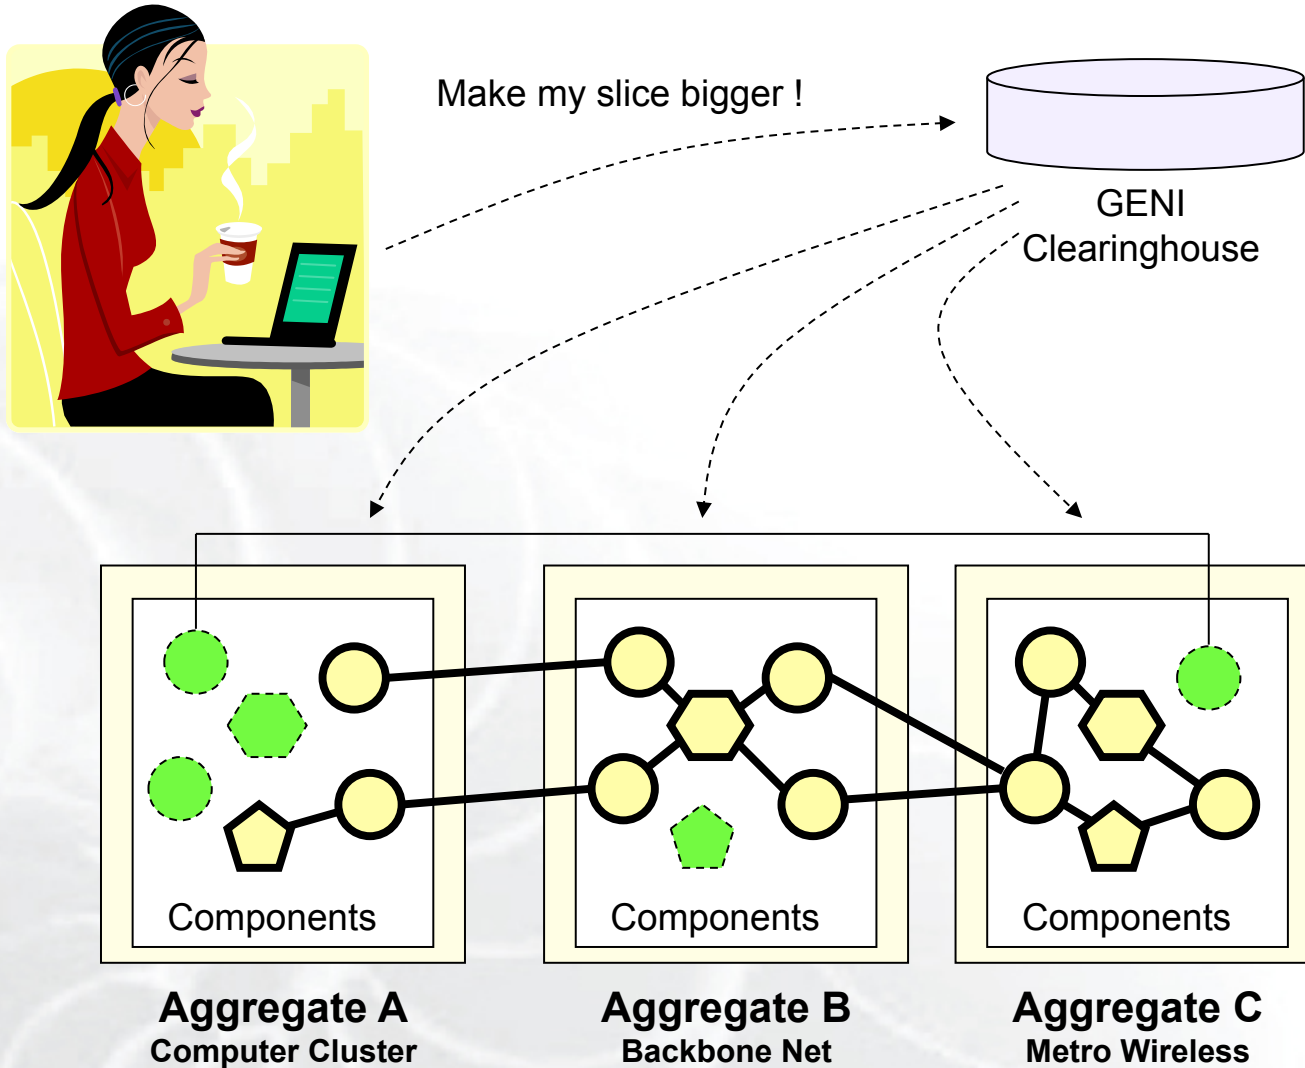 Make my slice bigger !
GENI
Clearinghouse
Components
Components
Components
Aggregate A
Computer Cluster
Aggregate B
Backbone Net
Aggregate C
Metro Wireless